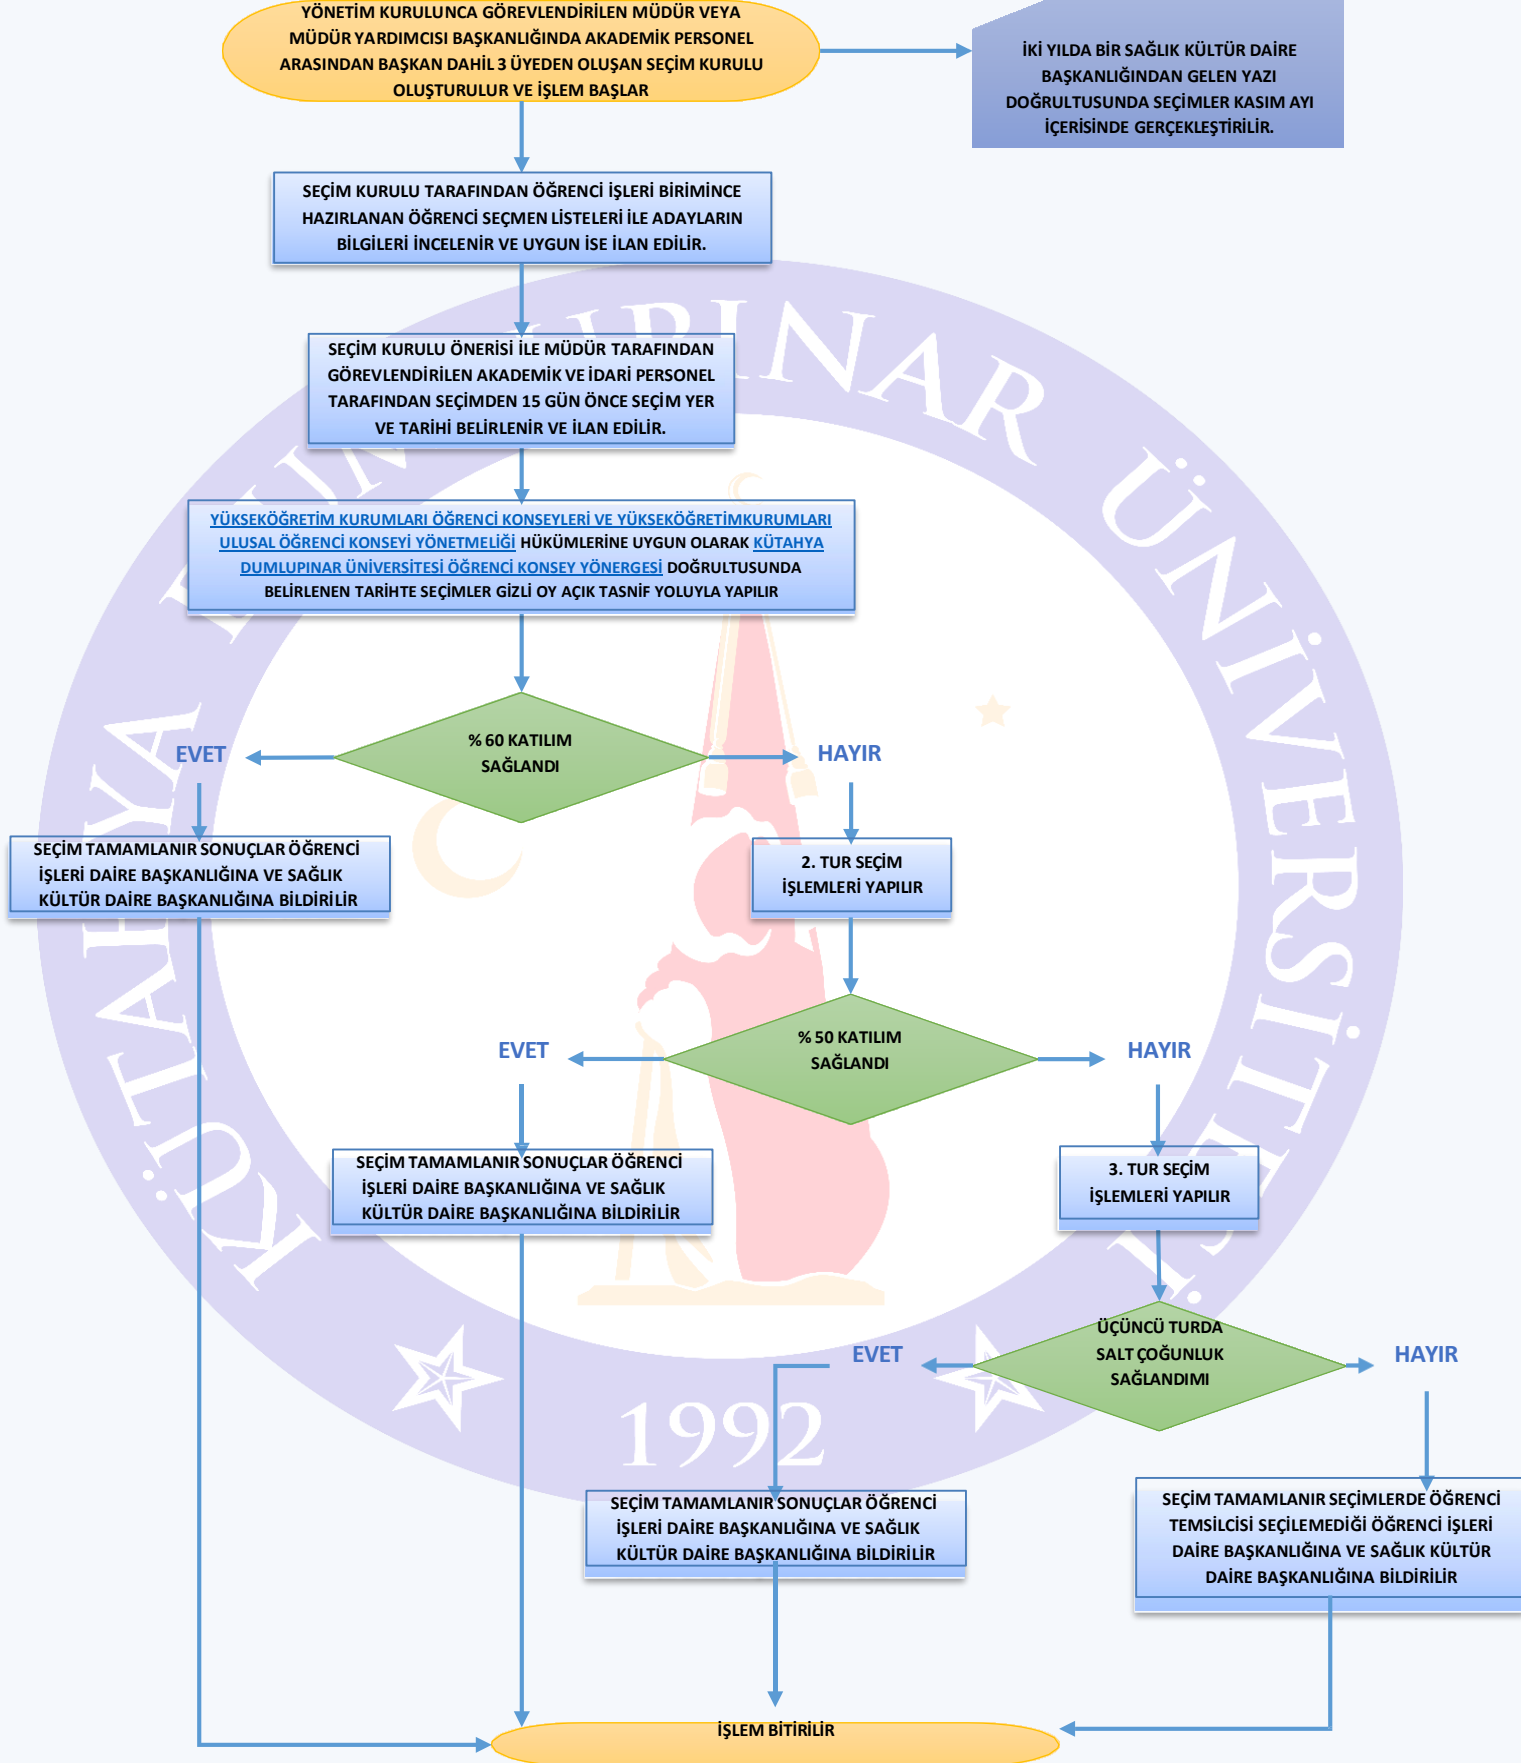 YÖNETİM KURULUNCA GÖREVLENDİRİLEN MÜDÜR VEYA
MÜDÜR YARDIMCISI BAŞKANLIĞINDA AKADEMİK PERSONEL
ARASINDAN BAŞKAN DAHİL 3 ÜYEDEN OLUŞAN SEÇİM KURULU
OLUŞTURULUR VE İŞLEM BAŞLAR
İKİ YILDA BİR SAĞLIK KÜLTÜR DAİRE
BAŞKANLIĞINDAN GELEN YAZI
DOĞRULTUSUNDA SEÇİMLER KASIM AYI
İÇERİSİNDE GERÇEKLEŞTİRİLİR.
SEÇİM KURULU TARAFINDAN ÖĞRENCİ İŞLERİ BİRİMİNCE
HAZIRLANAN ÖĞRENCİ SEÇMEN LİSTELERİ İLE ADAYLARIN
BİLGİLERİ İNCELENİR VE UYGUN İSE İLAN EDİLİR.
SEÇİM KURULU ÖNERİSİ İLE MÜDÜR TARAFINDAN
GÖREVLENDİRİLEN AKADEMİK VE İDARİ PERSONEL
TARAFINDAN SEÇİMDEN 15 GÜN ÖNCE SEÇİM YER
VE TARİHİ BELİRLENİR VE İLAN EDİLİR.
YÜKSEKÖĞRETİM KURUMLARI ÖĞRENCİ KONSEYLERİ VE YÜKSEKÖĞRETİMKURUMLARI
ULUSAL ÖĞRENCİ KONSEYİ YÖNETMELİĞİ HÜKÜMLERİNE UYGUN OLARAK KÜTAHYA
DUMLUPINAR ÜNİVERSİTESİ ÖĞRENCİ KONSEY YÖNERGESİ DOĞRULTUSUNDA
BELİRLENEN TARİHTE SEÇİMLER GİZLİ OY AÇIK TASNİF YOLUYLA YAPILIR
% 60 KATILIM
SAĞLANDI
EVET
HAYIR
SEÇİM TAMAMLANIR SONUÇLAR ÖĞRENCİ
İŞLERİ DAİRE BAŞKANLIĞINA VE SAĞLIK
KÜLTÜR DAİRE BAŞKANLIĞINA BİLDİRİLİR
2. TUR SEÇİM
İŞLEMLERİ YAPILIR
% 50 KATILIM
SAĞLANDI
EVET
HAYIR
SEÇİM TAMAMLANIR SONUÇLAR ÖĞRENCİ
İŞLERİ DAİRE BAŞKANLIĞINA VE SAĞLIK
KÜLTÜR DAİRE BAŞKANLIĞINA BİLDİRİLİR
3. TUR SEÇİM
İŞLEMLERİ YAPILIR
ÜÇÜNCÜ TURDA
SALT ÇOĞUNLUK
SAĞLANDIMI
EVET
HAYIR
SEÇİM TAMAMLANIR SONUÇLAR ÖĞRENCİ
İŞLERİ DAİRE BAŞKANLIĞINA VE SAĞLIK
KÜLTÜR DAİRE BAŞKANLIĞINA BİLDİRİLİR
SEÇİM TAMAMLANIR SEÇİMLERDE ÖĞRENCİ
TEMSİLCİSİ SEÇİLEMEDİĞİ ÖĞRENCİ İŞLERİ
DAİRE BAŞKANLIĞINA VE SAĞLIK KÜLTÜR
DAİRE BAŞKANLIĞINA BİLDİRİLİR
İŞLEM BİTİRİLİR
KÜTAHYA DUMLUPINAR ÜNİVERSİTESİ
1992